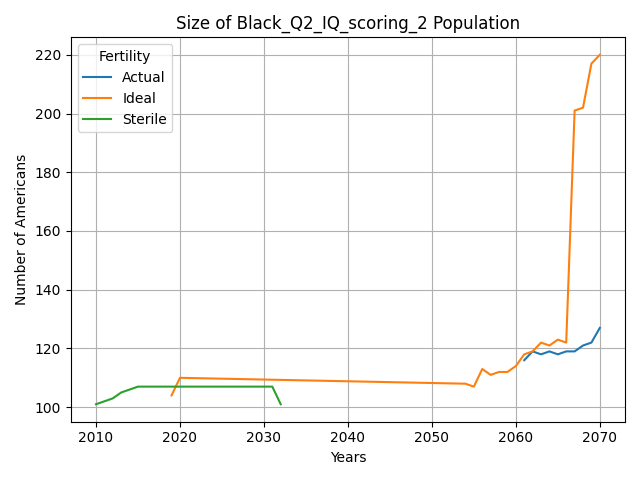 Size of Black_Q2_IQ_scoring_2 Population
Fertility
Actual
Ideal
Sterile
Number of Americans
220
200
180
160
140
120
100
2010 2020 2030 2040 2050 2060 2070
Years